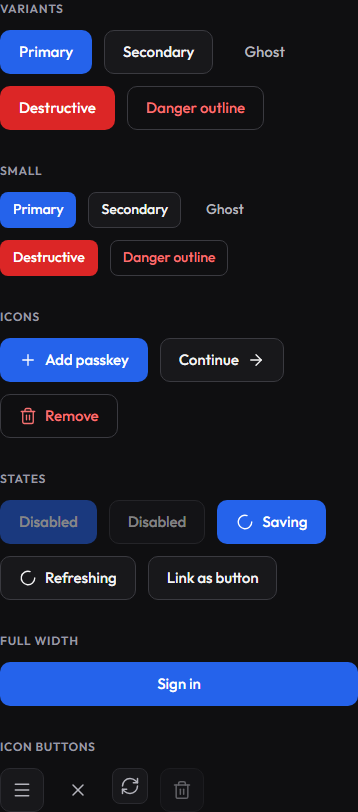 VARIANTS
Primary Secondary Ghost
Destructive Danger outline
SMALL
Primary Secondary Ghost
Destructive Danger outline
ICONS
Add passkey Continue
Remove
STATES
Disabled Disabled Saving
Refreshing Link as button
FULL WIDTH
Sign in
ICON BUTTONS